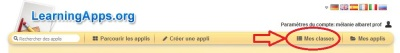 LearningApps.org
Paramètres du compte: mélanie albaret prof
Rechercher des applis
Parcourir les applis
Créer une appli
Mes classes
Mes applis